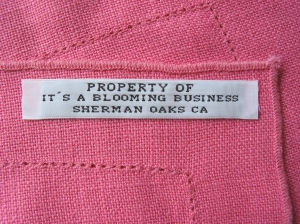 PROPERTY OF
IT'S A BLOOMING BUSINESS
SHERMAN OAKS CA